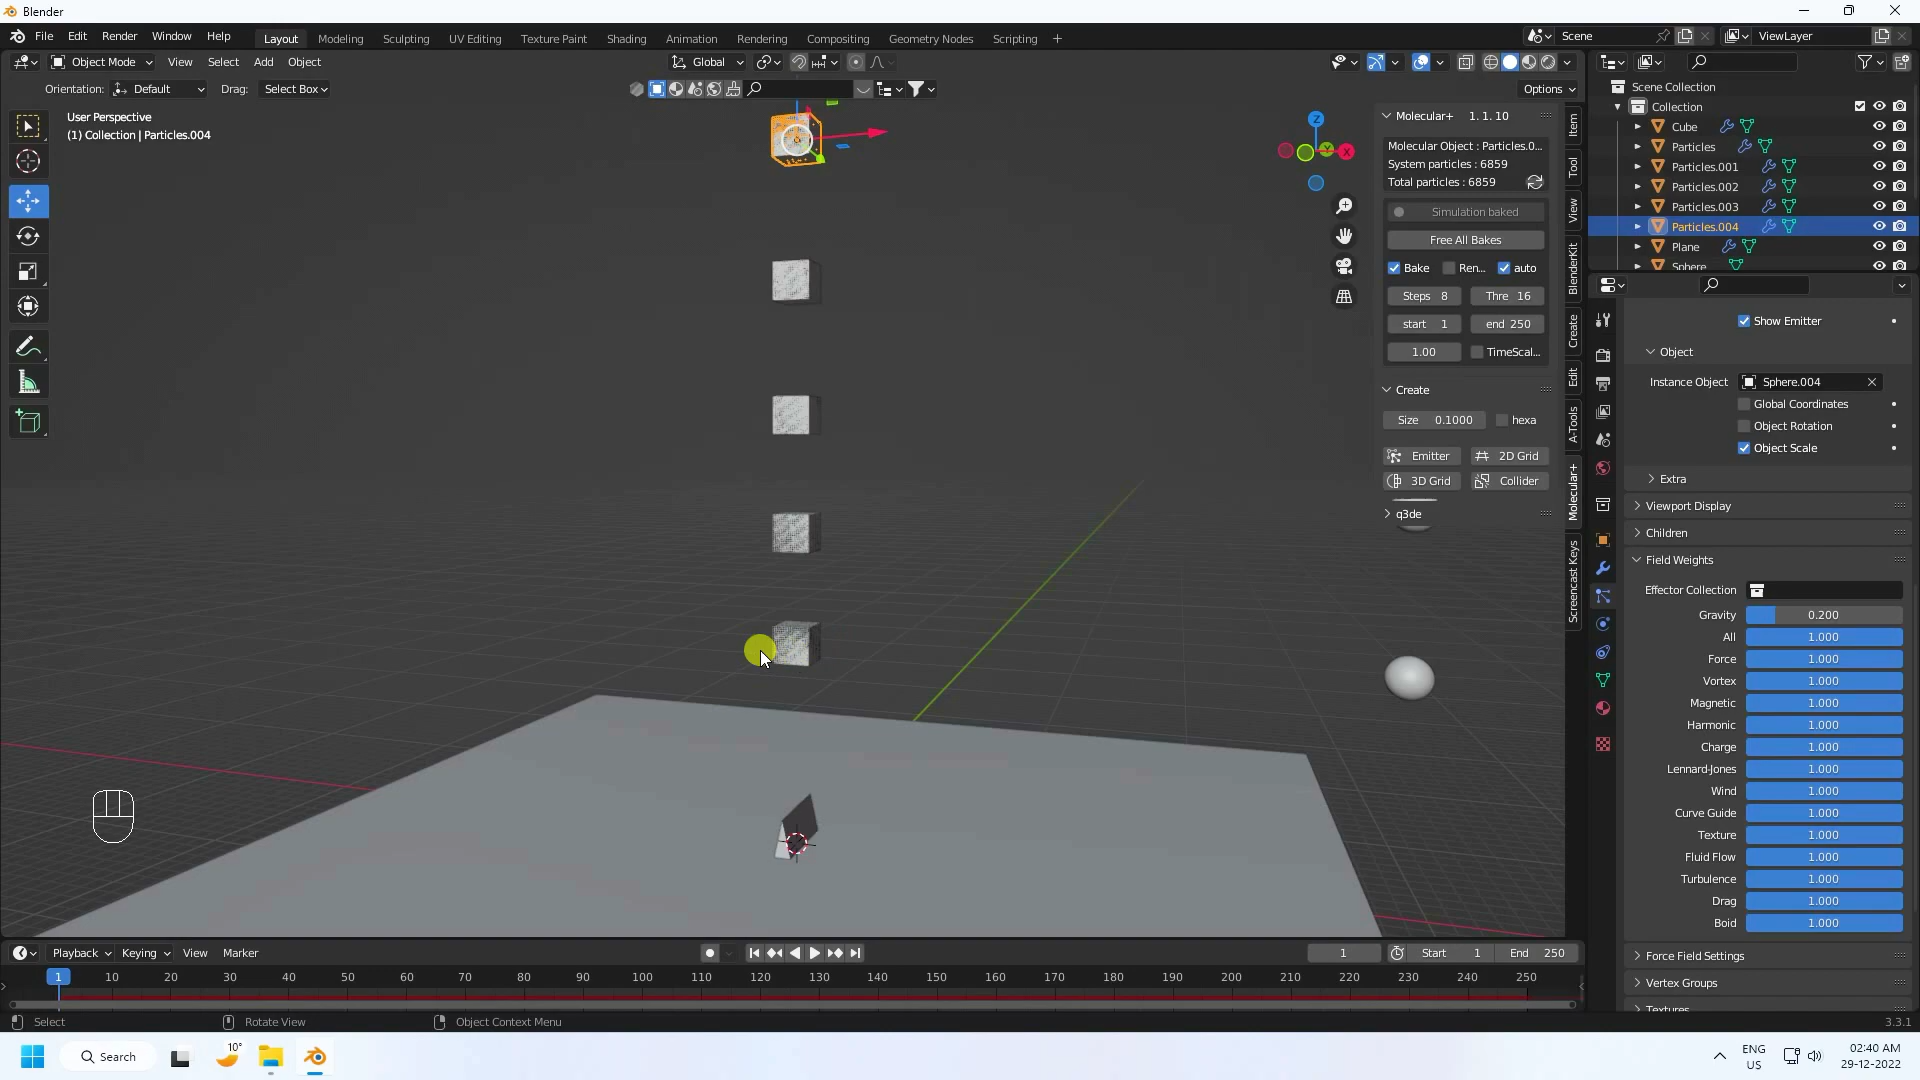 Blender
File Edit Render Window Help Layout Modeling Sculpting UV Editing Texture Paint Shading Animation Rendering Compositing Geometry Nodes Scripting + Scene ViewLayer
Object Mode View Select Add Object Global
Orientation: Default Drag: Select Box Options
User Perspective
(1) Collection | Particles.004
Z
Y
X
Molecular+ 1. 1. 10
Molecular Object : Particles.0...
System particles : 6859
Total particles : 6859
Simulation baked
Free All Bakes
Bake Ren... auto
Steps 8 Thre 16
start 1 end 250
1.00 TimeScal...
Create
Size 0.1000 hexa
Emitter 2D Grid
3D Grid Collider
q3de
Item
Tool
View
BlenderKit
Create
Edit
A-Tools
Molecular+
Screencast Keys
Scene Collection
Collection
Cube
Particles
Particles.001
Particles.002
Particles.003
Particles.004
Plane
Sphere
Show Emitter
Object
Instance Object Sphere.004
Global Coordinates
Object Rotation
Object Scale
Extra
Viewport Display
Children
Field Weights
Effector Collection
Gravity 0.200
All 1.000
Force 1.000
Vortex 1.000
Magnetic 1.000
Harmonic 1.000
Charge 1.000
Lennard-Jones 1.000
Wind 1.000
Curve Guide 1.000
Texture 1.000
Fluid Flow 1.000
Turbulence 1.000
Drag 1.000
Boid 1.000
Force Field Settings
Vertex Groups
Textures
Playback Keying View Marker 1 Start 1 End 250
1 10 20 30 40 50 60 70 80 90 100 110 120 130 140 150 160 170 180 190 200 210 220 230 240 250
Select Rotate View Object Context Menu 3.3.1
10° Search ENG US 02:40 AM 29-12-2022